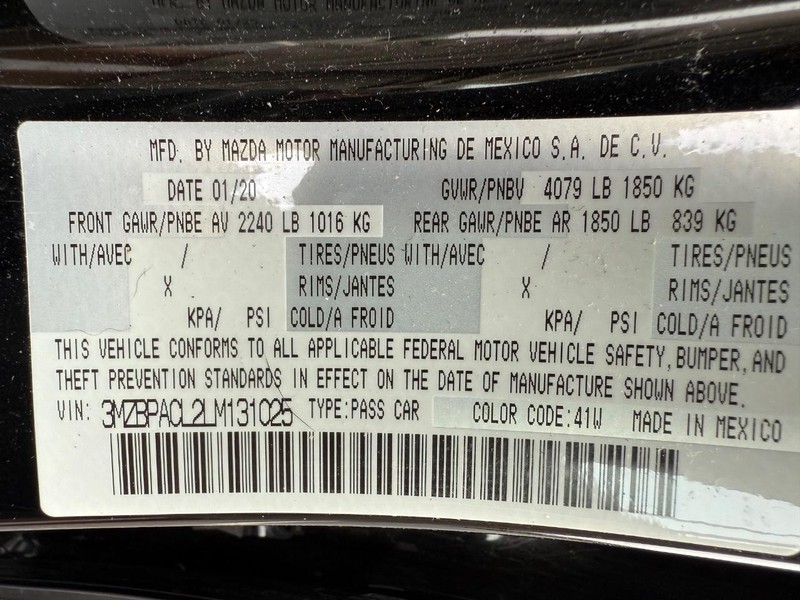 MFD. BY MAZDA MOTOR MANUFACTURING DE MEXICO S.A. DE C.V.
DATE 01/20 GVWR/PNBV 4079 LB 1850 KG
FRONT GAWR/PNBE AV 2240 LB 1016 KG REAR GAWR/PNBE AR 1850 LB 839 KG
WITH/AVEC / TIRES/PNEUS WITH/AVEC / TIRES/PNEUS
X RIMS/JANTES X RIMS/JANTES
KPA/ PSI COLD/A FROID KPA/ PSI COLD/A FROID
THIS VEHICLE CONFORMS TO ALL APPLICABLE FEDERAL MOTOR VEHICLE SAFETY, BUMPER, AND
THEFT PREVENTION STANDARDS IN EFFECT ON THE DATE OF MANUFACTURE SHOWN ABOVE.
VIN: 3MZBPACL2LM131025 TYPE:PASS CAR COLOR CODE:41W MADE IN MEXICO